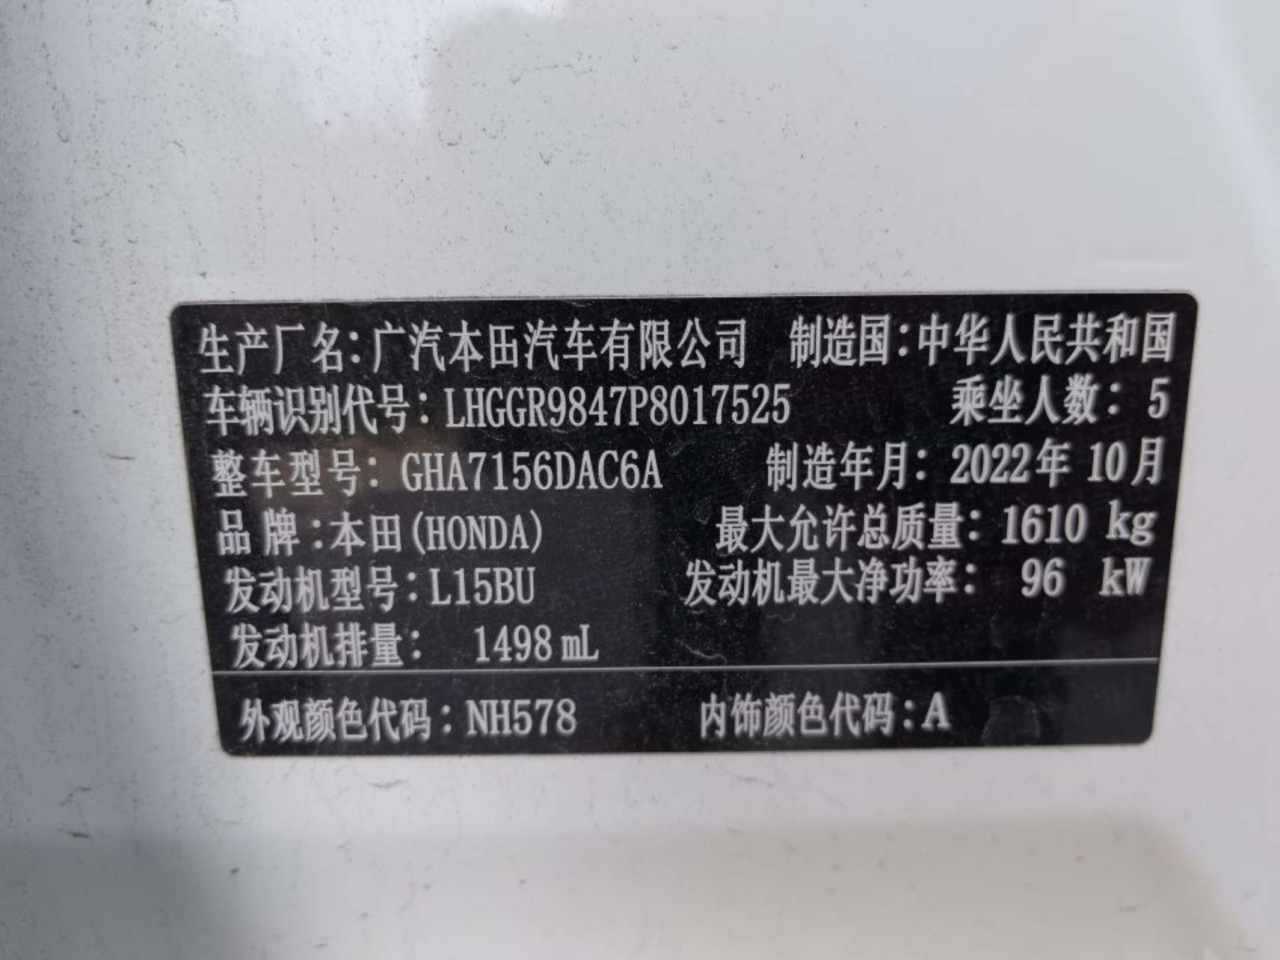 生产厂名：广汽本田汽车有限公司 制造国：中华人民共和国
车辆识别代号：LHGGR9847P8017525 乘坐人数：5
整车型号：GHA7156DAC6A 制造年月：2022年10月
品牌：本田(HONDA) 最大允许总质量：1610 kg
发动机型号：L15BU 发动机最大净功率：96 kW
发动机排量：1498 mL
外观颜色代码：NH578 内饰颜色代码：A